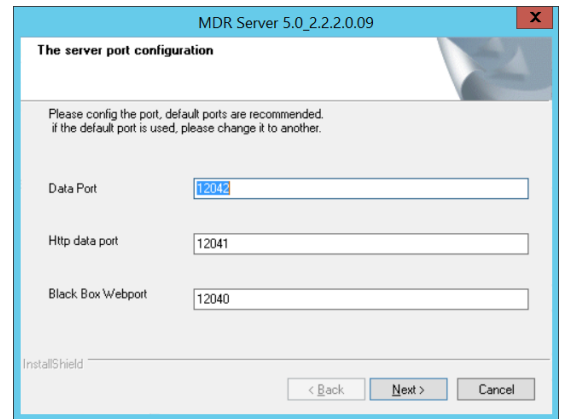 MDR Server 5.0_2.2.2.0.09
X
The server port configuration
Please config the port, default ports are recommended.
if the default port is used, please change it to another.
Data Port 12042
Http data port 12041
Black Box Webport 12040
InstallShield
< Back Next > Cancel